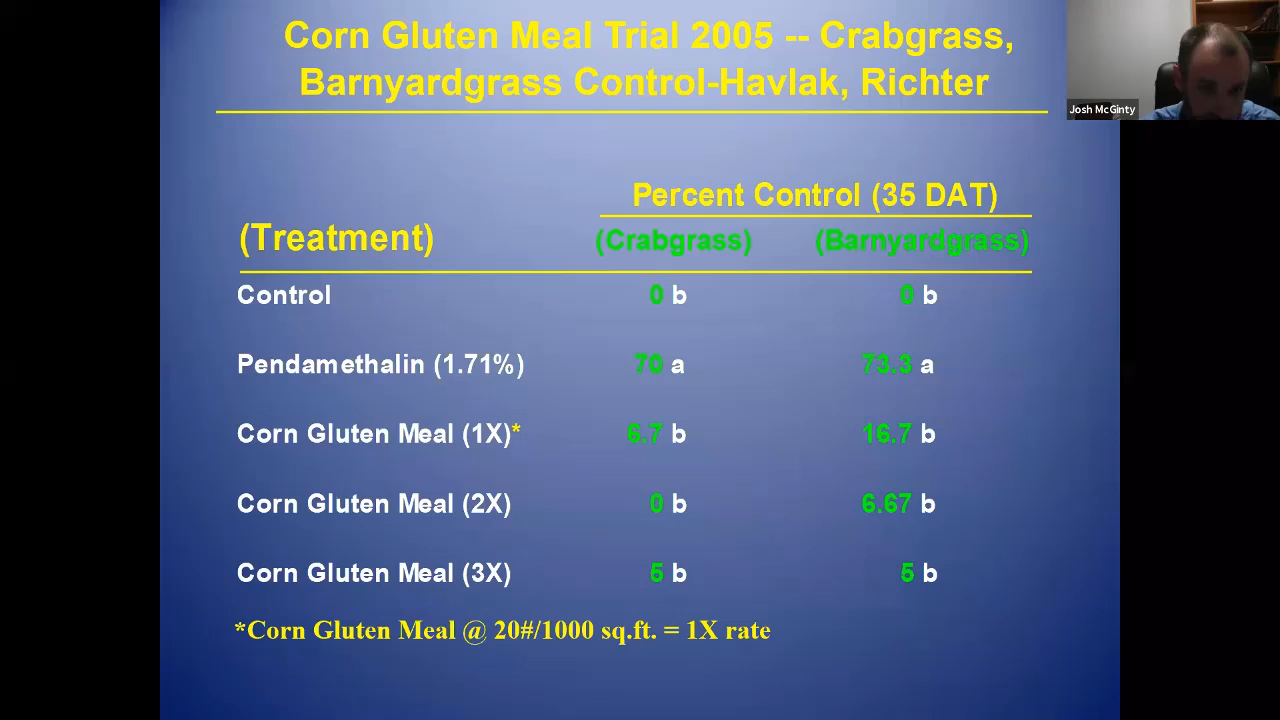 Corn Gluten Meal Trial 2005 -- Crabgrass,
Barnyardgrass Control-Havlak, Richter
Josh McGinty
Percent Control (35 DAT)
(Treatment) (Crabgrass) (Barnyardgrass)
Control 0 b 0 b
Pendamethalin (1.71%) 70 a 73.3 a
Corn Gluten Meal (1X)* 6.7 b 16.7 b
Corn Gluten Meal (2X) 0 b 6.67 b
Corn Gluten Meal (3X) 5 b 5 b
*Corn Gluten Meal @ 20#/1000 sq.ft. = 1X rate